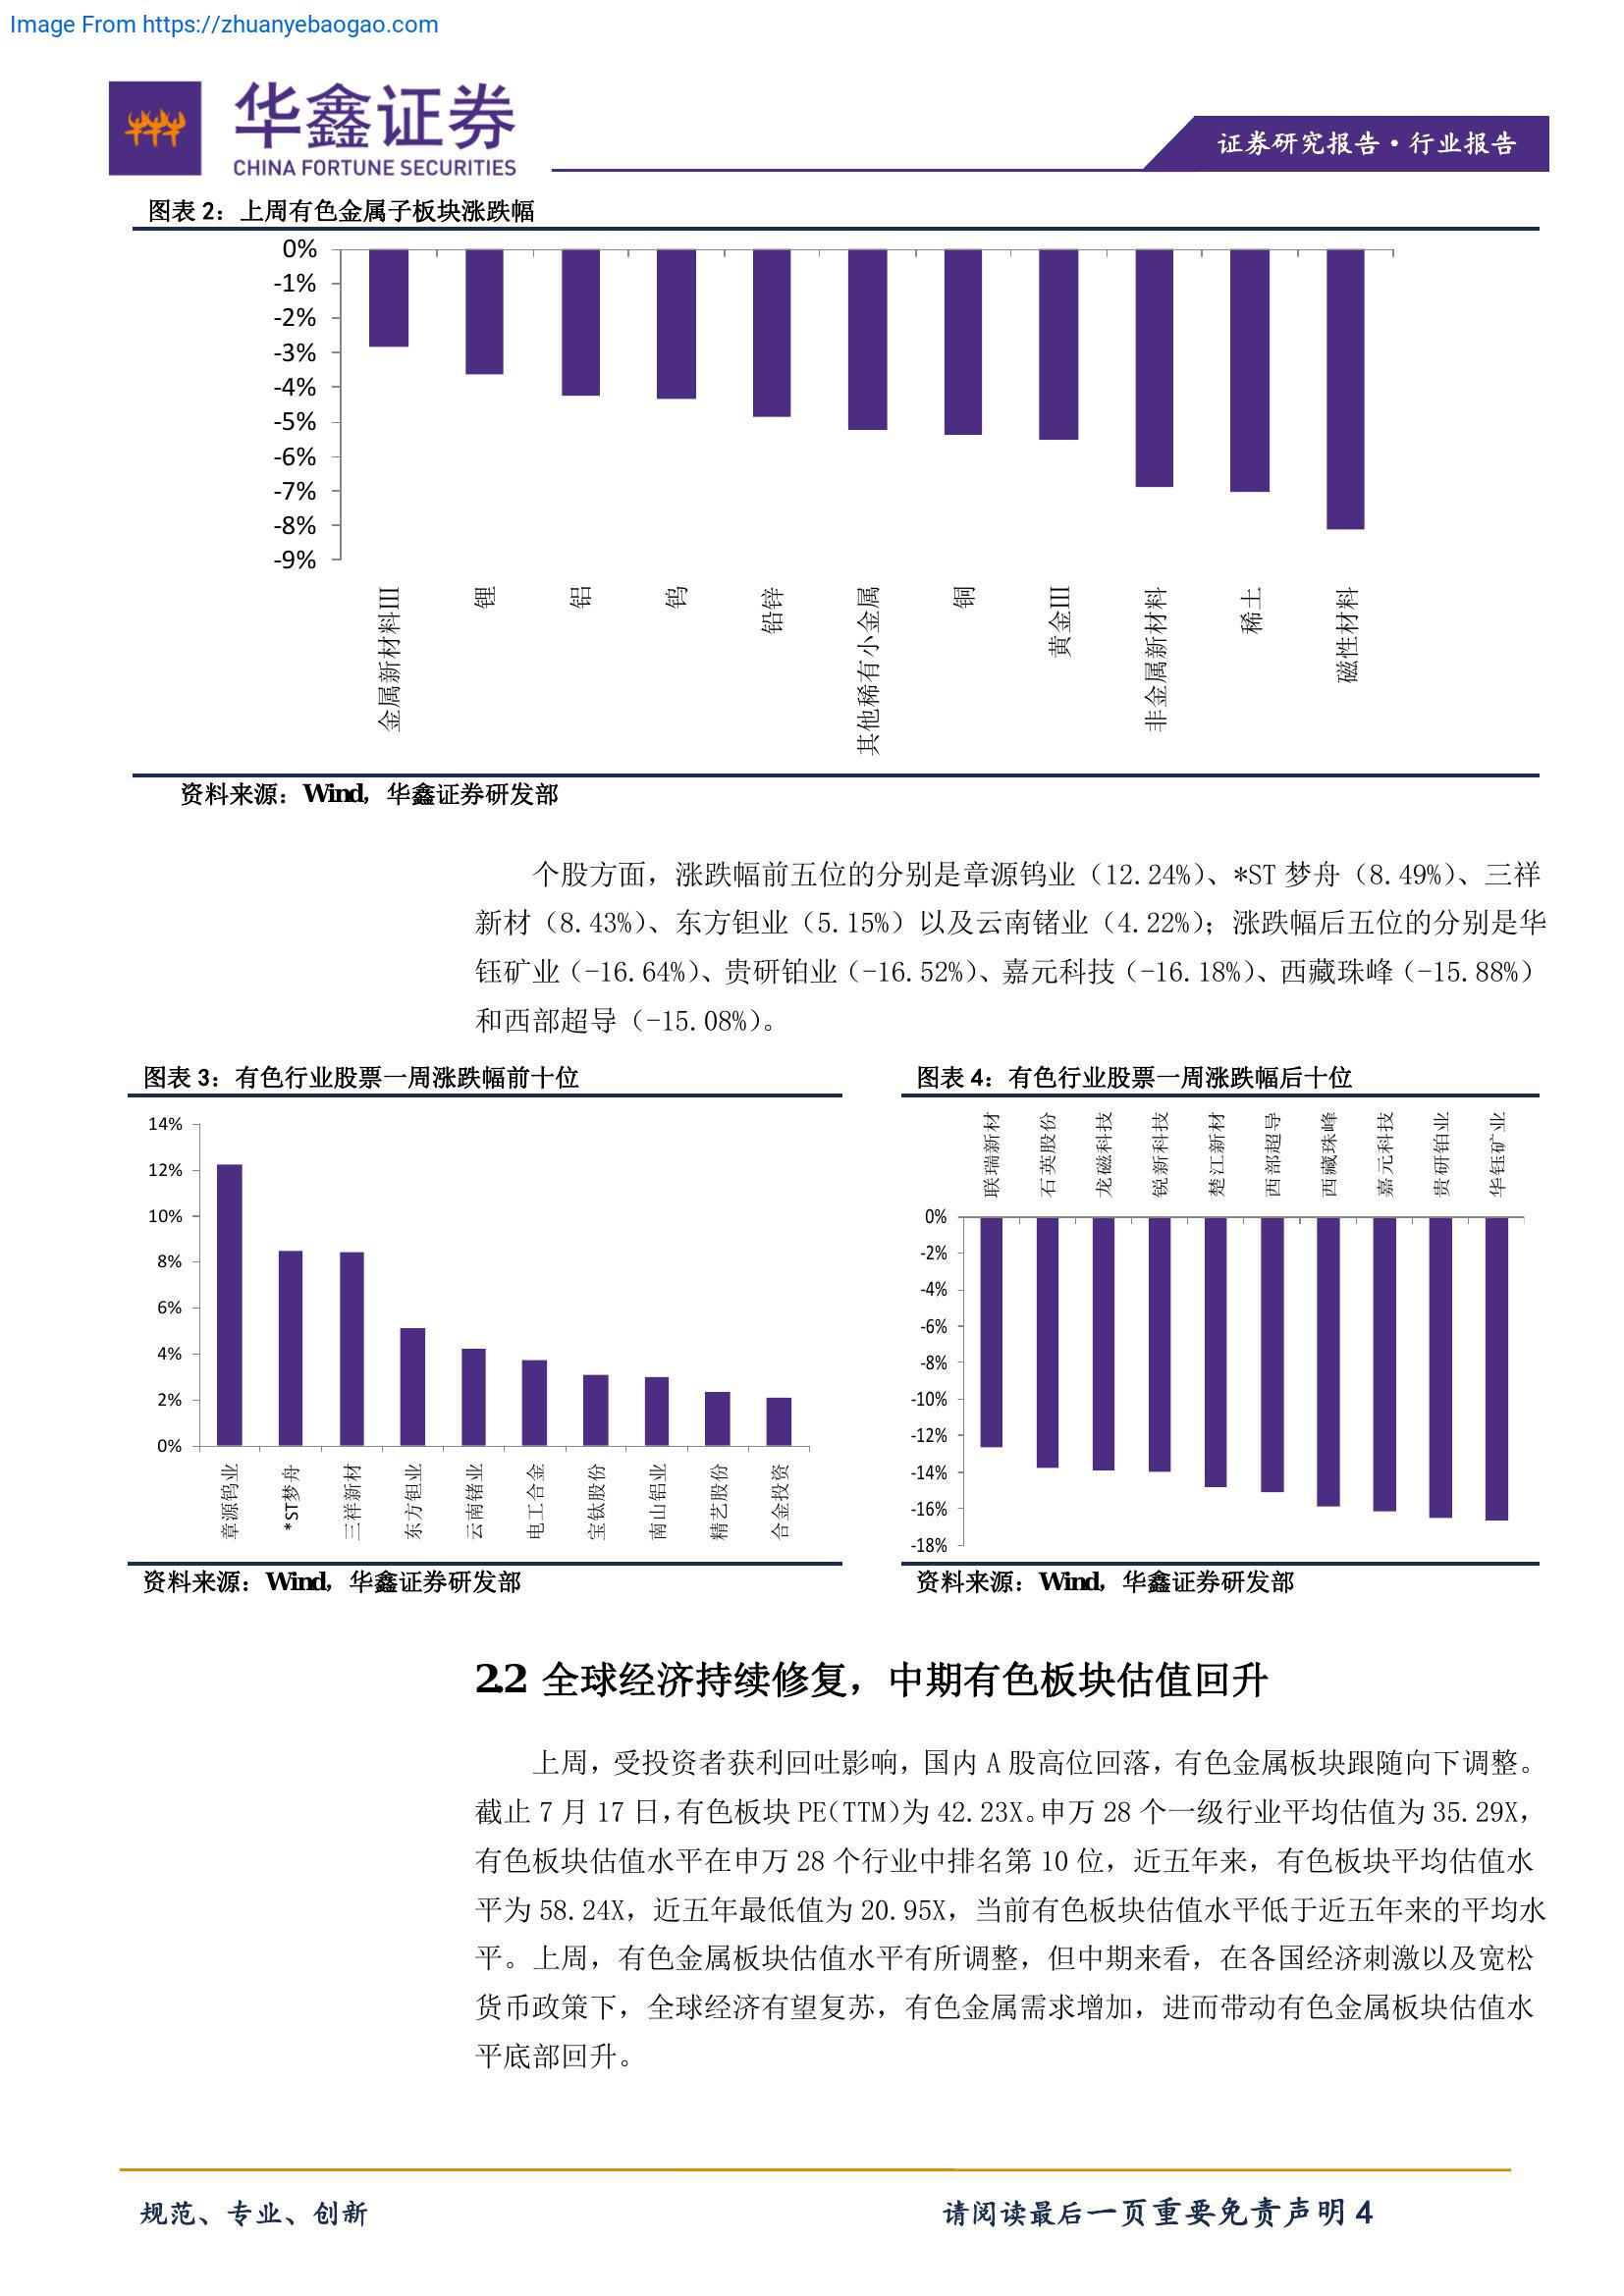 Image From https://zhuanyebaogao.com
华鑫证券
CHINA FORTUNE SECURITIES
证券研究报告·行业报告
图表 2：上周有色金属子板块涨跌幅
0%
-1%
-2%
-3%
-4%
-5%
-6%
-7%
-8%
-9%
金属新材料III
锂
铝
钨
铅锌
其他稀有小金属
铜
黄金III
非金属新材料
稀土
磁性材料
资料来源：Wind，华鑫证券研发部
个股方面，涨跌幅前五位的分别是章源钨业（12.24%）、*ST 梦舟（8.49%）、三祥
新材（8.43%）、东方钽业（5.15%）以及云南锗业（4.22%）；涨跌幅后五位的分别是华
钰矿业（-16.64%）、贵研铂业（-16.52%）、嘉元科技（-16.18%）、西藏珠峰（-15.88%）
和西部超导（-15.08%）。
图表 3：有色行业股票一周涨跌幅前十位
14%
12%
10%
8%
6%
4%
2%
0%
章源钨业
*ST梦舟
三祥新材
东方钽业
云南锗业
电工合金
宝钛股份
南山铝业
精艺股份
合金投资
资料来源：Wind，华鑫证券研发部
图表 4：有色行业股票一周涨跌幅后十位
联瑞新材
石英股份
龙磁科技
锐新科技
楚江新材
西部超导
西藏珠峰
嘉元科技
贵研铂业
华钰矿业
0%
-2%
-4%
-6%
-8%
-10%
-12%
-14%
-16%
-18%
资料来源：Wind，华鑫证券研发部
2.2 全球经济持续修复，中期有色板块估值回升
上周，受投资者获利回吐影响，国内 A 股高位回落，有色金属板块跟随向下调整。
截止 7 月 17 日，有色板块 PE（TTM）为 42.23X。申万 28 个一级行业平均估值为 35.29X，
有色板块估值水平在申万 28 个行业中排名第 10 位，近五年来，有色板块平均估值水
平为 58.24X，近五年最低值为 20.95X，当前有色板块估值水平低于近五年来的平均水
平。上周，有色金属板块估值水平有所调整，但中期来看，在各国经济刺激以及宽松
货币政策下，全球经济有望复苏，有色金属需求增加，进而带动有色金属板块估值水
平底部回升。
规范、专业、创新
请阅读最后一页重要免责声明 4